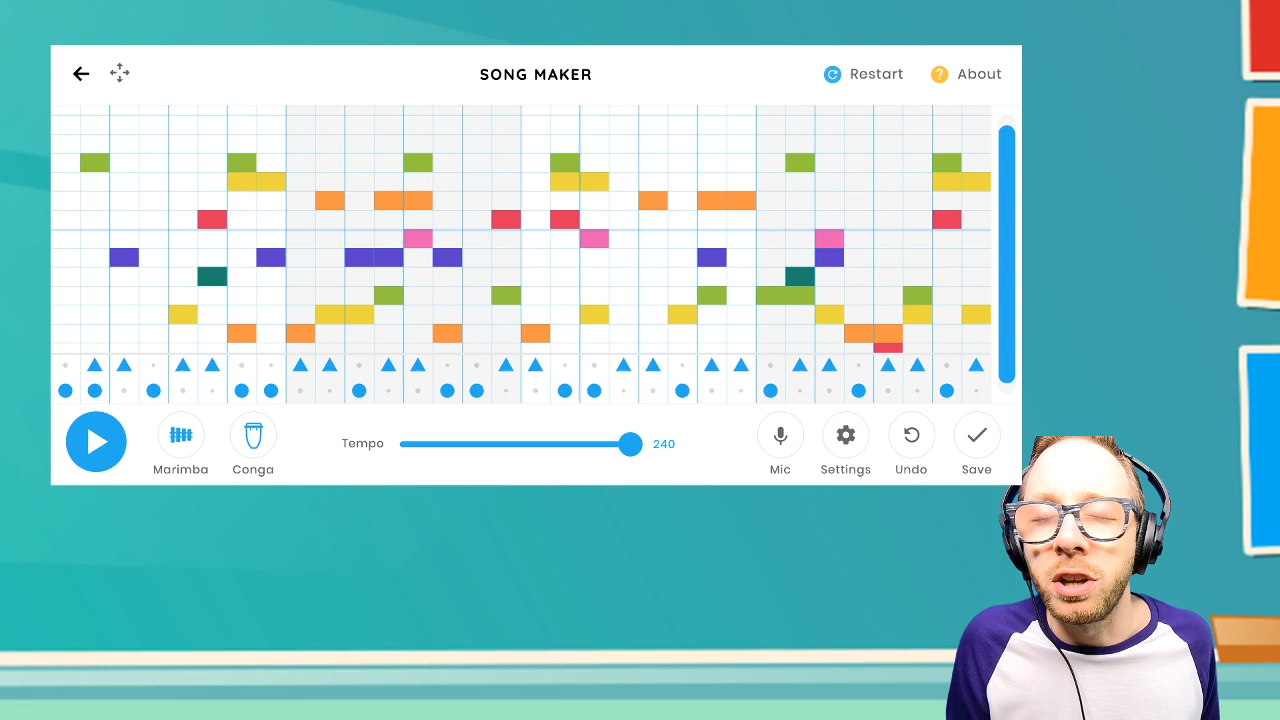 SONG MAKER
Restart
? About
Tempo
240
Marimba
Conga
Mic
Settings
Undo
Save